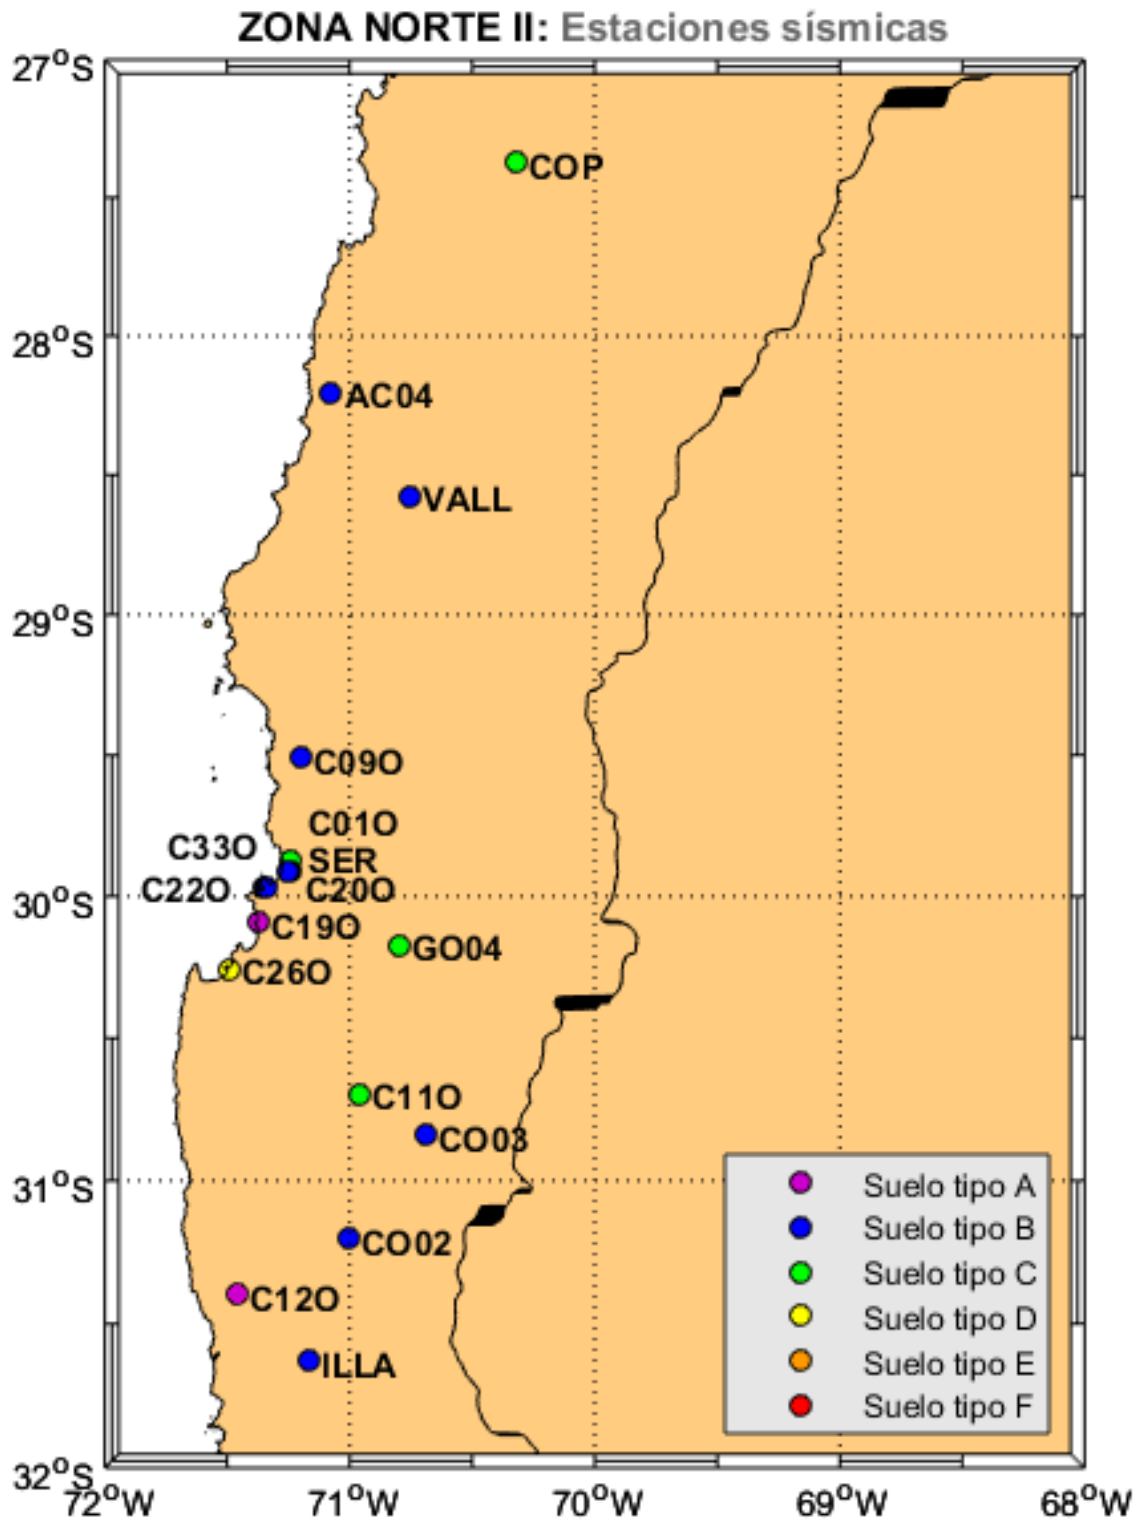 ZONA NORTE II: Estaciones sísmicas
27°S
COP
28°S
AC04
VALL
29°S
C09O
C01O
C33O
SER
C22O
C20O
30°S
C19O
GO04
C26O
C11O
CO03
31°S
CO02
C12O
ILLA
Suelo tipo A
Suelo tipo B
Suelo tipo C
Suelo tipo D
Suelo tipo E
Suelo tipo F
32°S
72°W 71°W 70°W 69°W 68°W